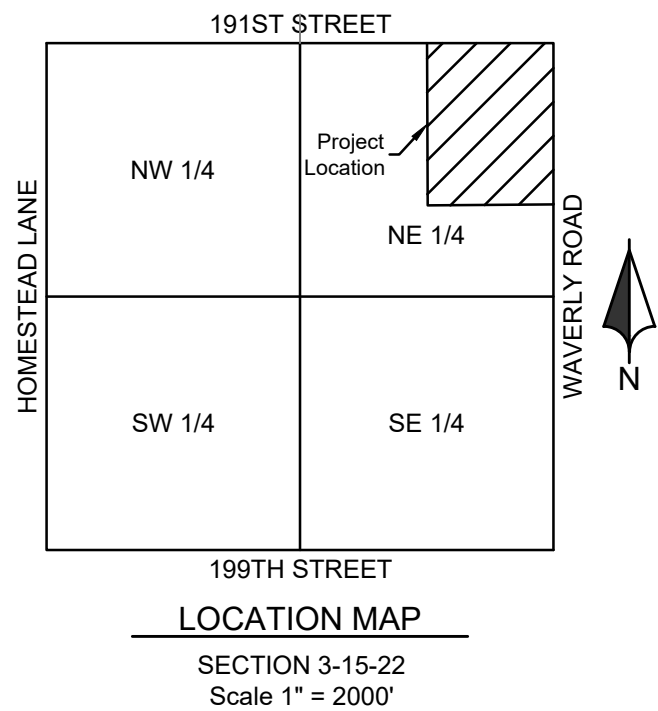 191ST STREET
Project
Location
NW 1/4
NE 1/4
HOMESTEAD LANE
WAVERLY ROAD
N
SW 1/4
SE 1/4
199TH STREET
LOCATION MAP
SECTION 3-15-22
Scale 1" = 2000'